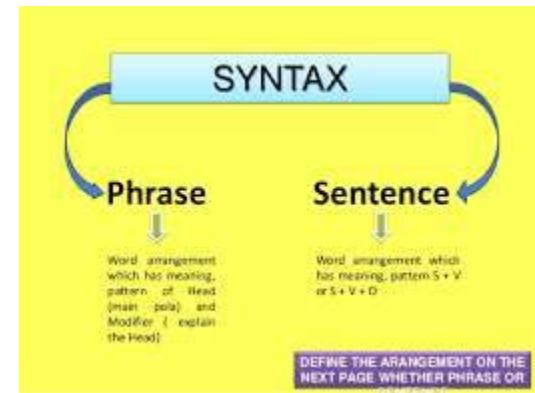 SYNTAX
Phrase
Sentence
Word arrangement
which has meaning,
pattern of Head
(main pola) and
Modifier ( explain
the Head)
Word arrangement which
has meaning, pattern S + V
or S + V + O
DEFINE THE ARANGEMENT ON THE
NEXT PAGE WHETHER PHRASE OR